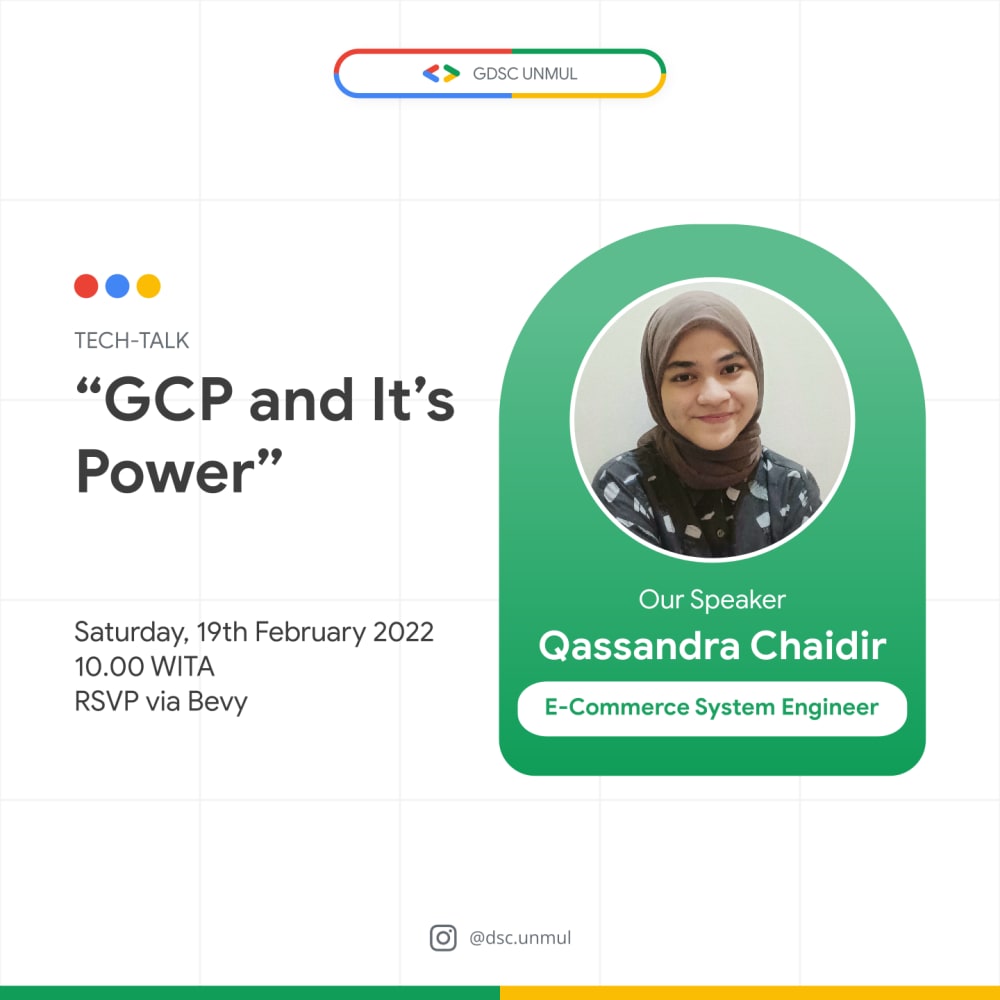 GDSC UNMUL
TECH-TALK
“GCP and It’s
Power”
Saturday, 19th February 2022
10.00 WITA
RSVP via Bevy
Our Speaker
Qassandra Chaidir
E-Commerce System Engineer
@dsc.unmul